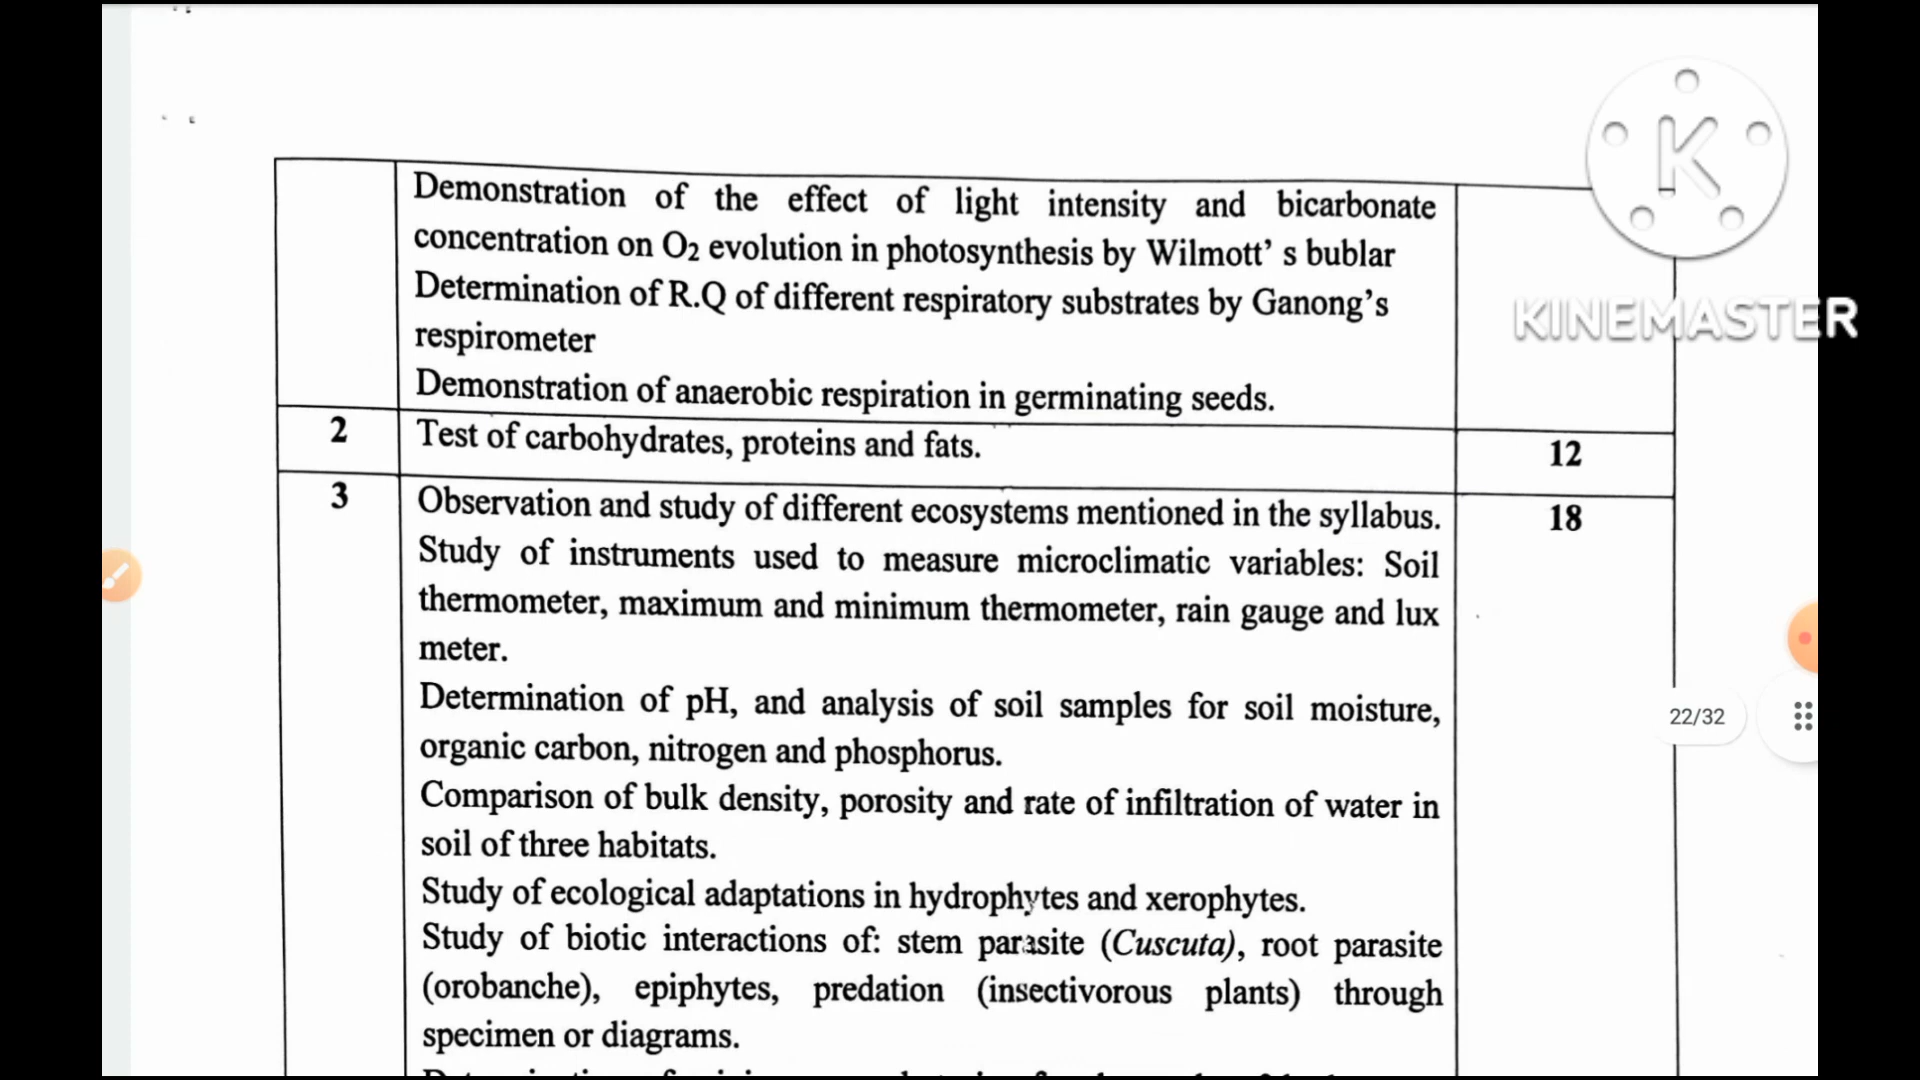 Demonstration of the effect of light intensity and bicarbonate
concentration on O2 evolution in photosynthesis by Wilmott' s bublar
Determination of R.Q of different respiratory substrates by Ganong's
respirometer
Demonstration of anaerobic respiration in germinating seeds.
2 Test of carbohydrates, proteins and fats. 12
3 Observation and study of different ecosystems mentioned in the syllabus. 18
Study of instruments used to measure microclimatic variables: Soil
thermometer, maximum and minimum thermometer, rain gauge and lux
meter.
Determination of pH, and analysis of soil samples for soil moisture,
organic carbon, nitrogen and phosphorus.
Comparison of bulk density, porosity and rate of infiltration of water in
soil of three habitats.
Study of ecological adaptations in hydrophytes and xerophytes.
Study of biotic interactions of: stem parasite (Cuscuta), root parasite
(orobanche), epiphytes, predation (insectivorous plants) through
specimen or diagrams.
K
KINEMASTER
22/32